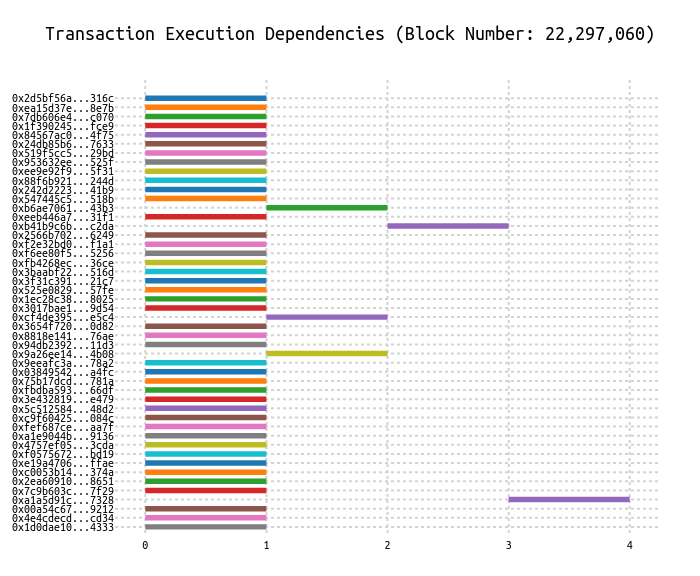 Transaction Execution Dependencies (Block Number: 22,297,060)
0x2d5bf56a...316c
0xea15d37e...8e7b
0x7db606e4...c070
0x1f390245...fce9
0x84567ac0...4f75
0x24db85b6...7633
0x519f5cc5...29bd
0x953632ee...525f
0xee9e92f9...5f31
0x88f6b921...244d
0x242d2223...41b9
0x547445c5...518b
0xb6ae7061...43b3
0xeeb446a7...31f1
0xb41b9c6b...c2da
0x2566b702...6249
0xf2e32bd0...f1a1
0xf6ee80f5...5256
0xfb4268ec...36ce
0x3baabf22...516d
0x3f31c391...21c7
0x525e0829...57fe
0x1ec28c38...8025
0x3017bae1...9d54
0xcf4de395...e5c4
0x3654f720...0d82
0x8818e141...76ae
0x94db2392...11d3
0x9a26ee14...4b08
0x9eeafc3a...78a2
0x03849542...a4fc
0x75b17dcd...781a
0xfbdba593...66df
0x3e432819...e479
0x5c512584...48d2
0xc9f60425...084c
0xfef687ce...aa7f
0xa1e9044b...9136
0x4757ef05...3cda
0xf0575672...bd19
0xe19a4706...ffae
0xc0053b14...374a
0x2ea60910...8651
0x7c9b603c...7f29
0xa1a5d91c...7328
0x00a54c67...9212
0x4e4cdecd...cd34
0x1d0dae10...4333
0 1 2 3 4